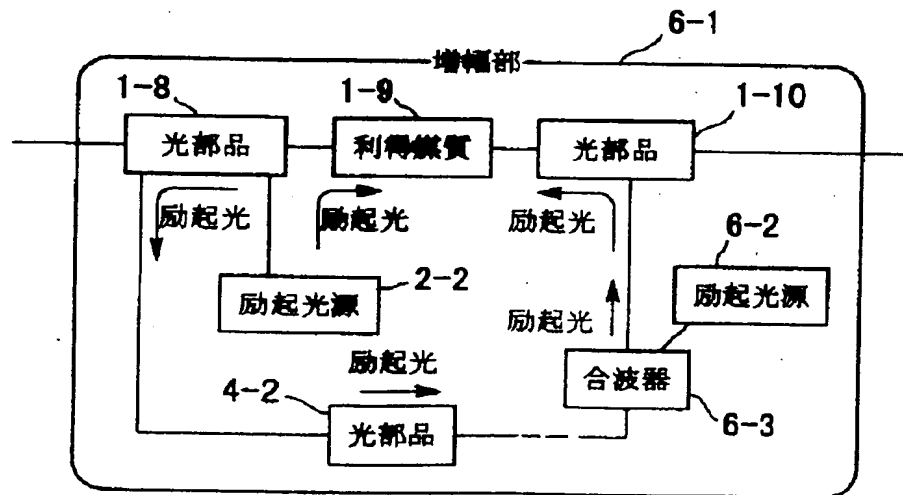 6-1
増幅部
1-8
1-9
1-10
光部品
利得媒質
光部品
励起光
励起光
励起光
6-2
励起光源
2-2
励起光源
励起光
励起光
4-2
合波器
6-3
光部品